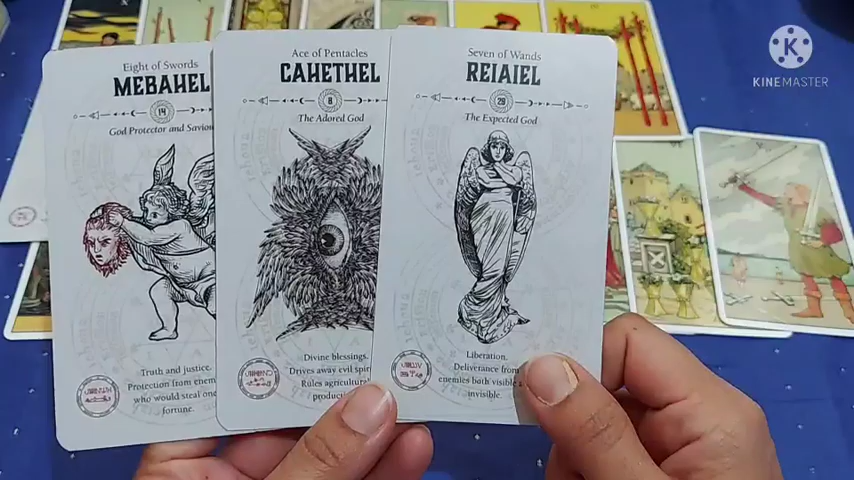 X
KINEMASTER
Eight of Swords
MEBAHEL
14
God Protector and Saviou
Truth and justice.
Protection from enem
who would steal one
fortune.
Ace of Pentacles
CAHETHEL
8
The Adored God
Divine blessings.
Drives away evil spir
Rules agricultur
produc
Seven of Wands
REIAIEL
29
The Expected God
Liberation.
Deliverance from
enemies both visible
invisible.